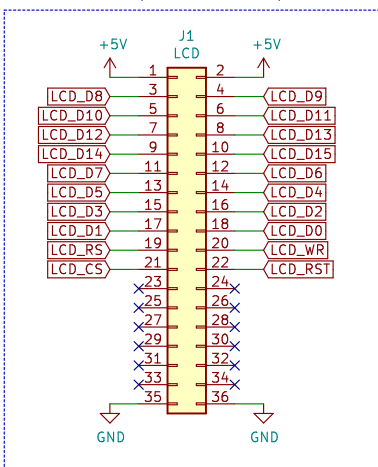 J1
LCD
+5V +5V
1 2
LCD_D8 3 4 LCD_D9
LCD_D10 5 6 LCD_D11
LCD_D12 7 8 LCD_D13
LCD_D14 9 10 LCD_D15
LCD_D7 11 12 LCD_D6
LCD_D5 13 14 LCD_D4
LCD_D3 15 16 LCD_D2
LCD_D1 17 18 LCD_D0
LCD_RS 19 20 LCD_WR
LCD_CS 21 22 LCD_RST
23 24
25 26
27 28
29 30
31 32
33 34
35 36
GND GND